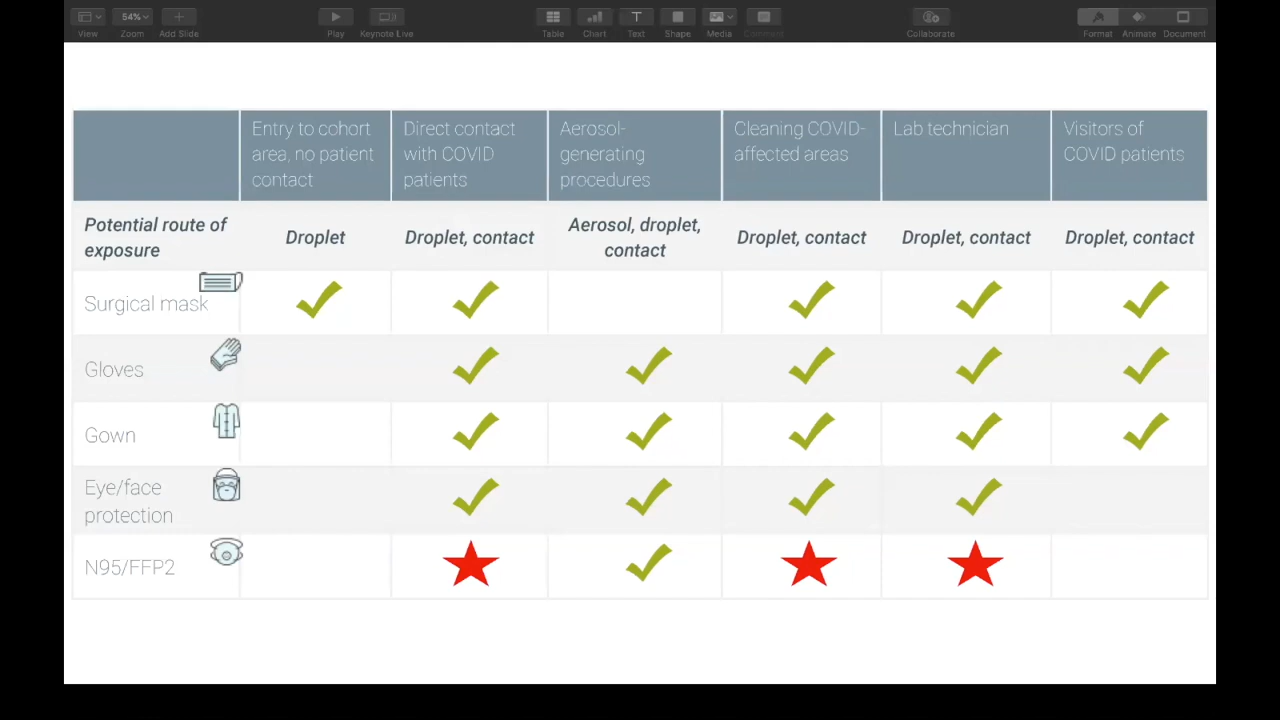 54%
View
Zoom
Add Slide
Play
Keynote Live
Table
Chart
Text
Shape
Media
Comment
Collaborate
Format
Animate
Document
Entry to cohort
area, no patient
contact
Direct contact
with COVID
patients
Aerosol-
generating
procedures
Cleaning COVID-
affected areas
Lab technician
Visitors of
COVID patients
Potential route of
exposure
Droplet
Droplet, contact
Aerosol, droplet,
contact
Droplet, contact
Droplet, contact
Droplet, contact
Surgical mask
Gloves
Gown
Eye/face
protection
N95/FFP2